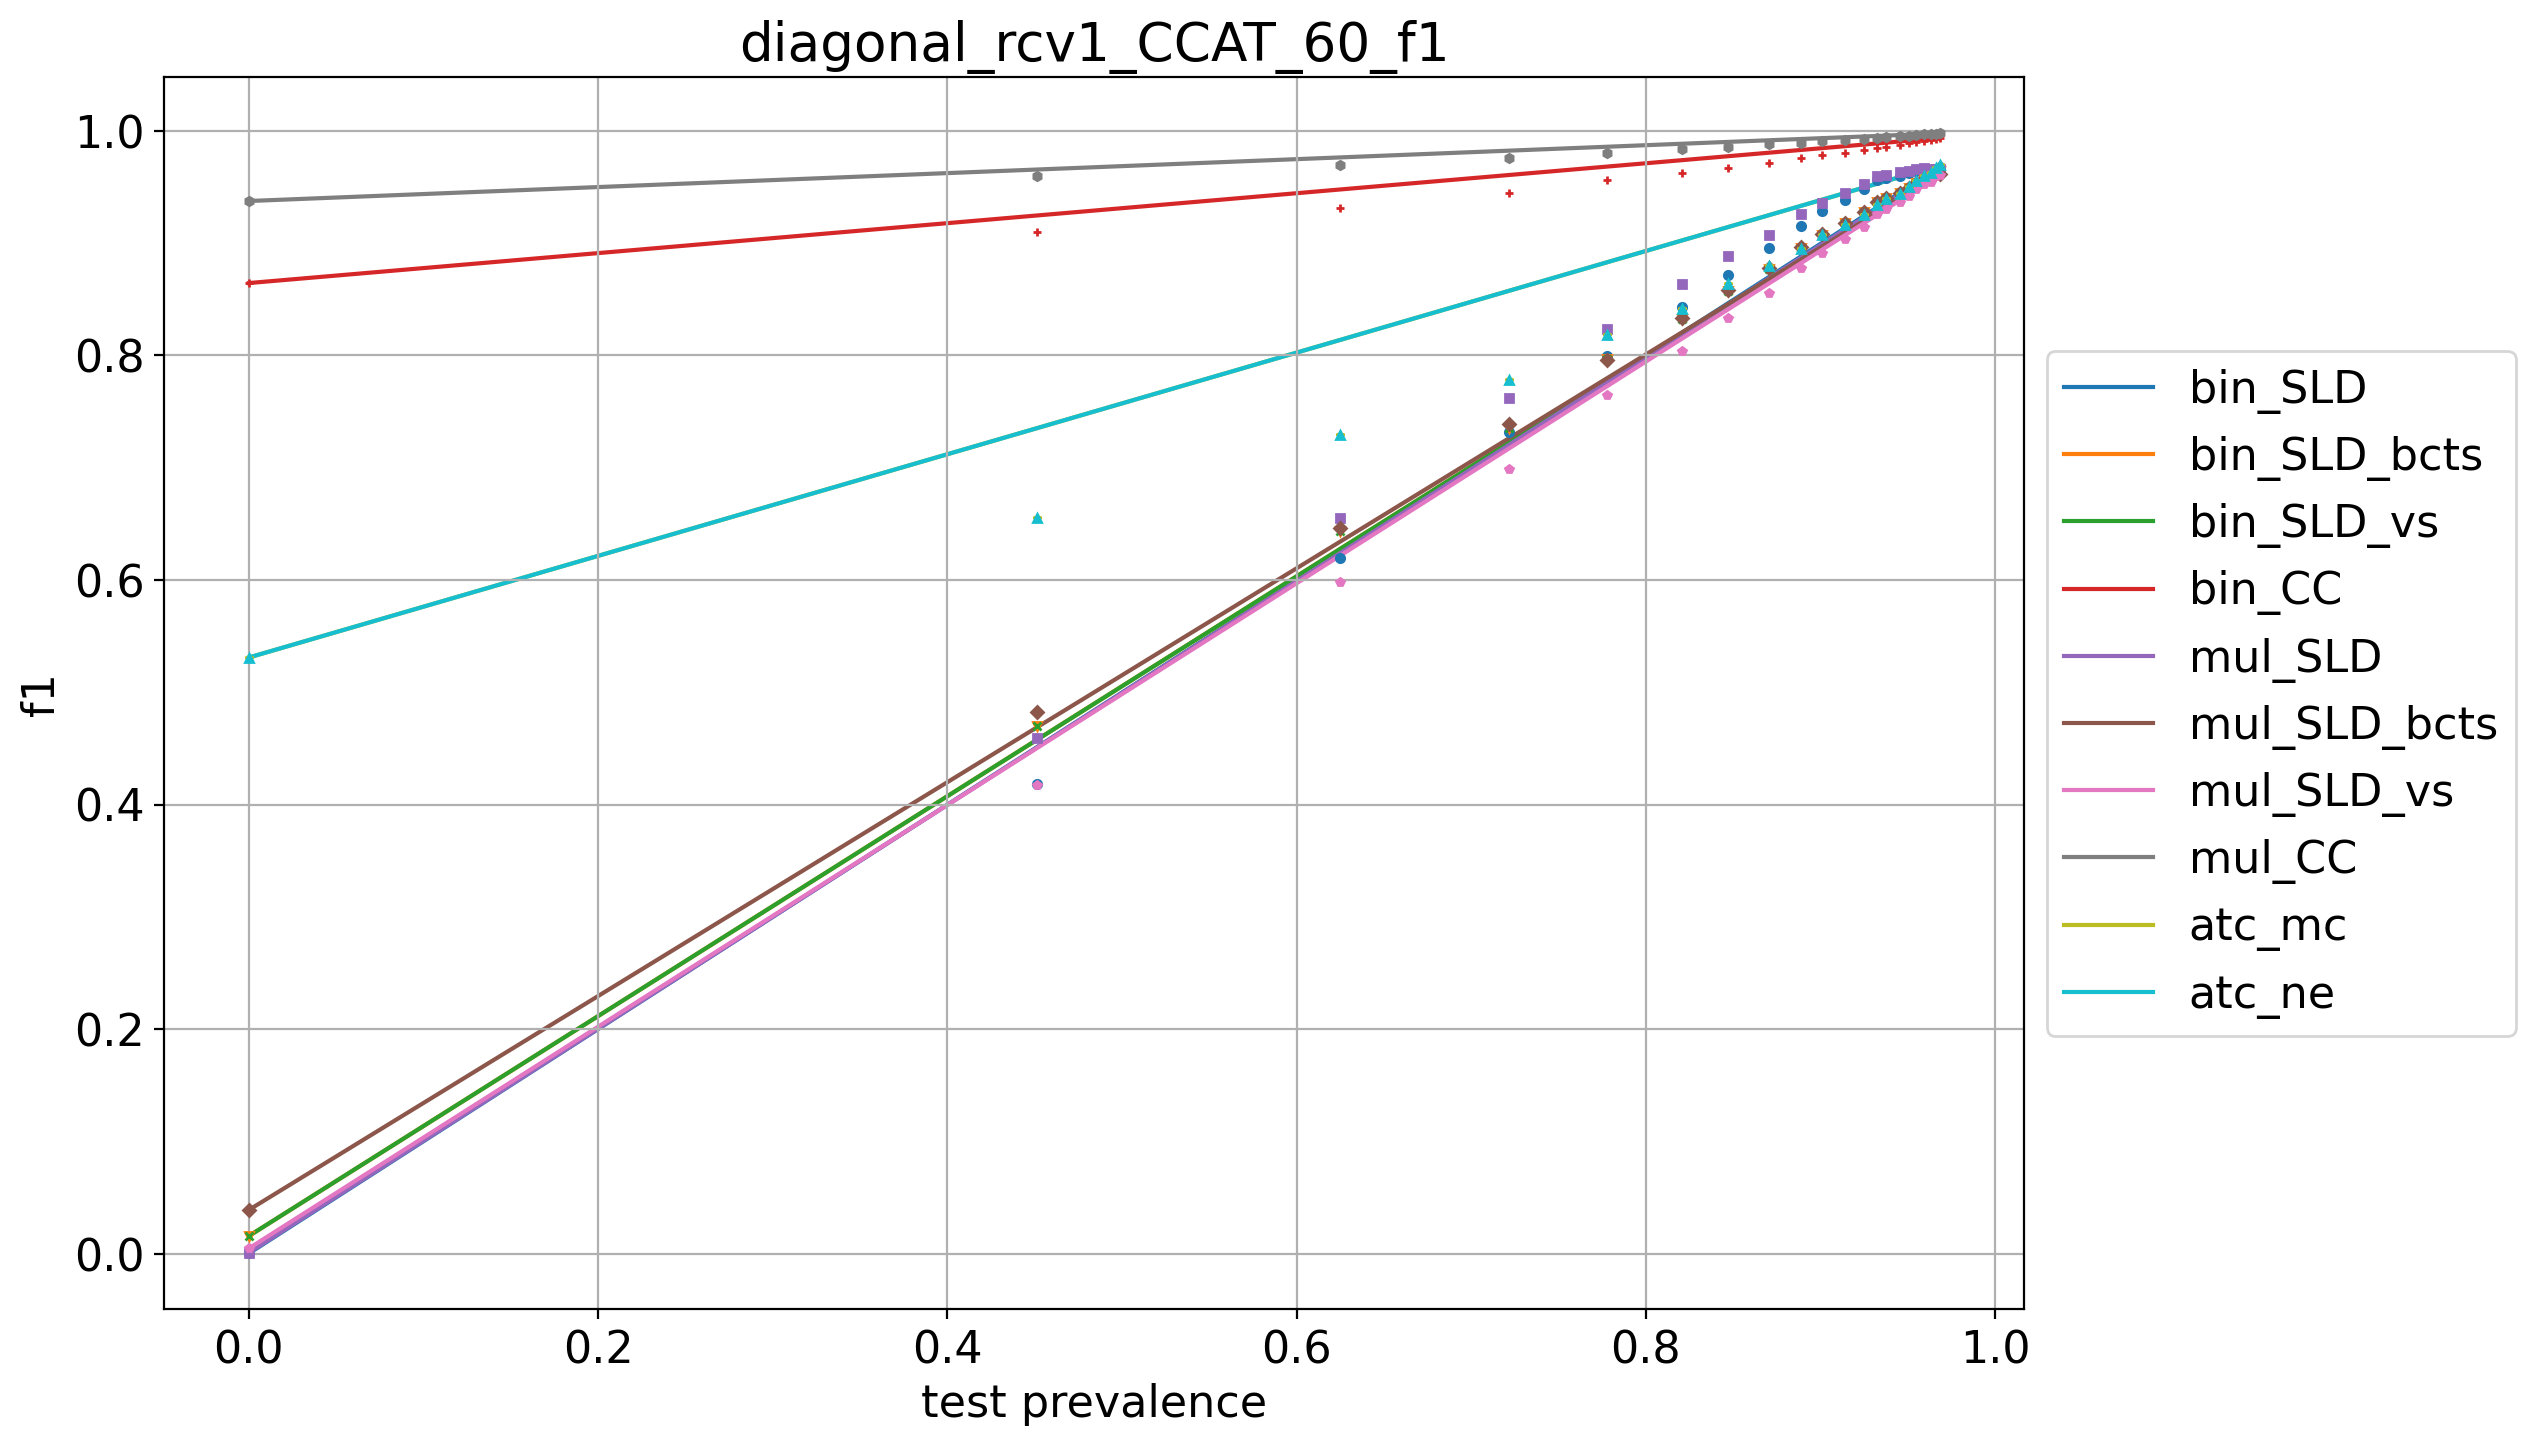 diagonal_rcv1_CCAT_60_f1
1.0
0.8
0.6
0.4
0.2
0.0
f1
0.0 0.2 0.4 0.6 0.8 1.0
test prevalence
bin_SLD
bin_SLD_bcts
bin_SLD_vs
bin_CC
mul_SLD
mul_SLD_bcts
mul_SLD_vs
mul_CC
atc_mc
atc_ne